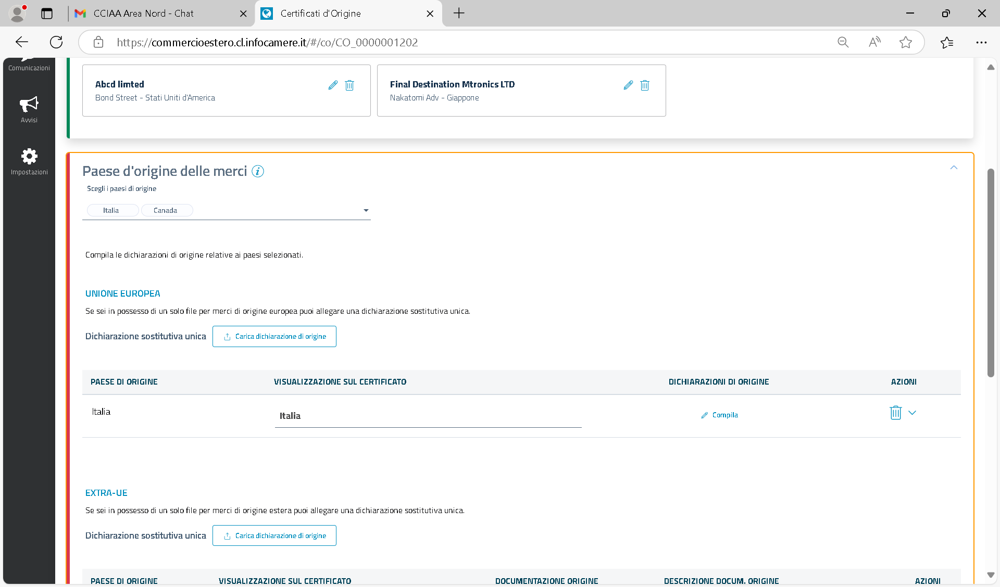 CCIAA Area Nord - Chat
Certificati d'Origine
https://commercioestero.cl.infocamere.it/#/co/CO_0000001202
Comunicazioni
Avvisi
Impostazioni
Abcd limted
Bond Street - Stati Uniti d'America
Final Destination Mtronics LTD
Nakatomi Adv - Giappone
Paese d'origine delle merci
Scegli i paesi di origine
Italia Canada
Compila le dichiarazioni di origine relative ai paesi selezionati.
UNIONE EUROPEA
Se sei in possesso di un solo file per merci di origine europea puoi allegare una dichiarazione sostitutiva unica.
Dichiarazione sostitutiva unica Carica dichiarazione di origine
PAESE DI ORIGINE VISUALIZZAZIONE SUL CERTIFICATO DICHIARAZIONI DI ORIGINE AZIONI
Italia Italia Compila
EXTRA-UE
Se sei in possesso di un solo file per merci di origine estera puoi allegare una dichiarazione sostitutiva unica.
Dichiarazione sostitutiva unica Carica dichiarazione di origine
PAESE DI ORIGINE VISUALIZZAZIONE SUL CERTIFICATO DOCUMENTAZIONE ORIGINE DESCRIZIONE DOCUM. ORIGINE AZIONI